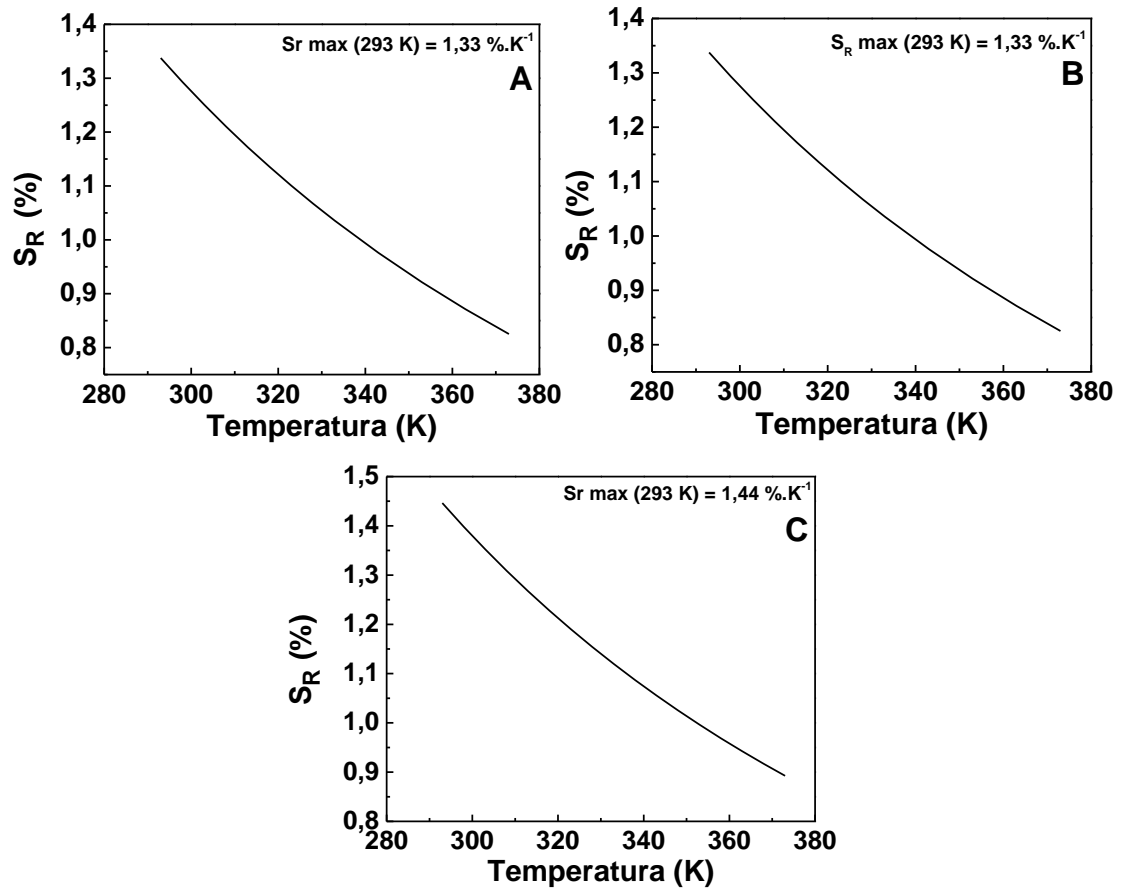 Sr max (293 K) = 1,33 %.K⁻¹
A
1,4
1,3
1,2
1,1
1,0
0,9
0,8
S_R (%)
280 300 320 340 360 380
Temperatura (K)
S_R max (293 K) = 1,33 %.K⁻¹
B
1,4
1,3
1,2
1,1
1,0
0,9
0,8
S_R (%)
280 300 320 340 360 380
Temperatura (K)
Sr max (293 K) = 1,44 %.K⁻¹
C
1,5
1,4
1,3
1,2
1,1
1,0
0,9
0,8
S_R (%)
280 300 320 340 360 380
Temperatura (K)